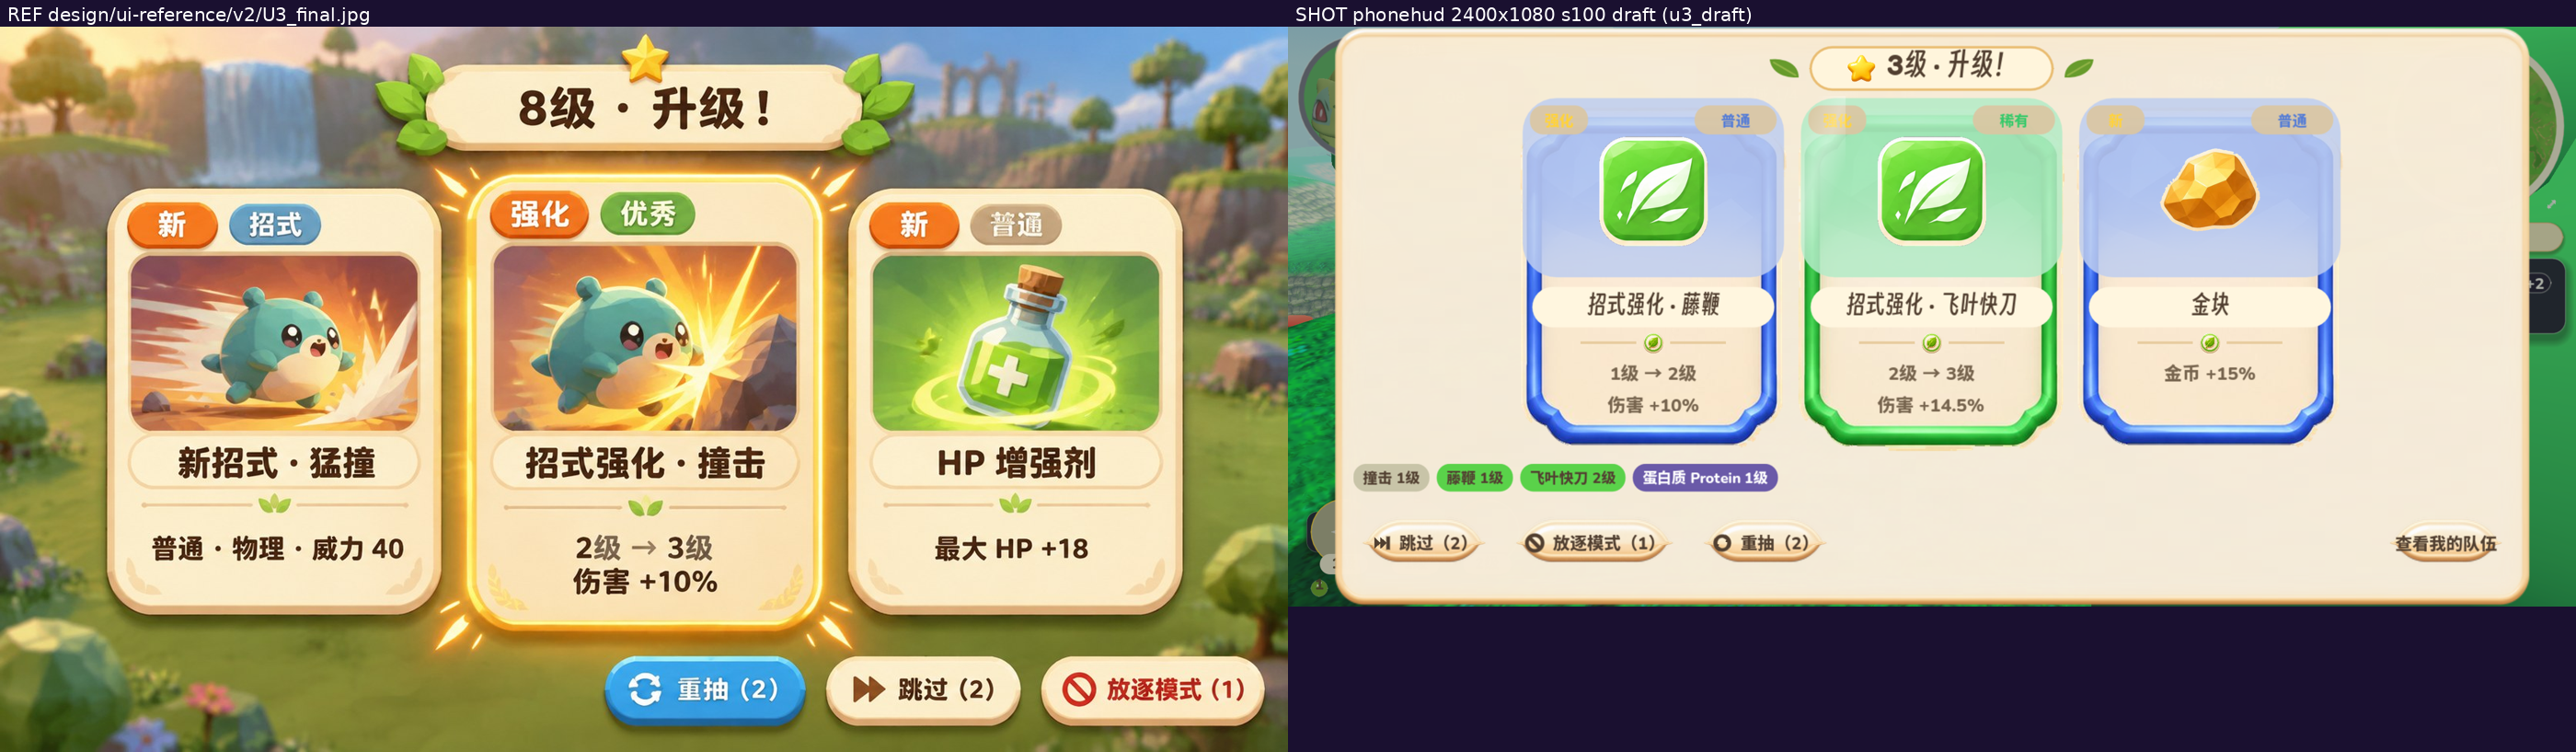 REF design/ui-reference/v2/U3_final.jpg
8级 · 升级！
新 招式
新招式 · 猛撞
普通 · 物理 · 威力 40
强化 优秀
招式强化 · 撞击
2级 → 3级
伤害 +10%
新 普通
HP 增强剂
最大 HP +18
重抽（2） 跳过（2） 放逐模式（1）
SHOT phonehud 2400x1080 s100 draft (u3_draft)
3级 · 升级！
强化 普通
招式强化 · 藤鞭
1级 → 2级
伤害 +10%
强化 稀有
招式强化 · 飞叶快刀
2级 → 3级
伤害 +14.5%
新 普通
金块
金币 +15%
+2
撞击 1级 藤鞭 1级 飞叶快刀 2级 蛋白质 Protein 1级
跳过（2） 放逐模式（1） 重抽（2） 查看我的队伍